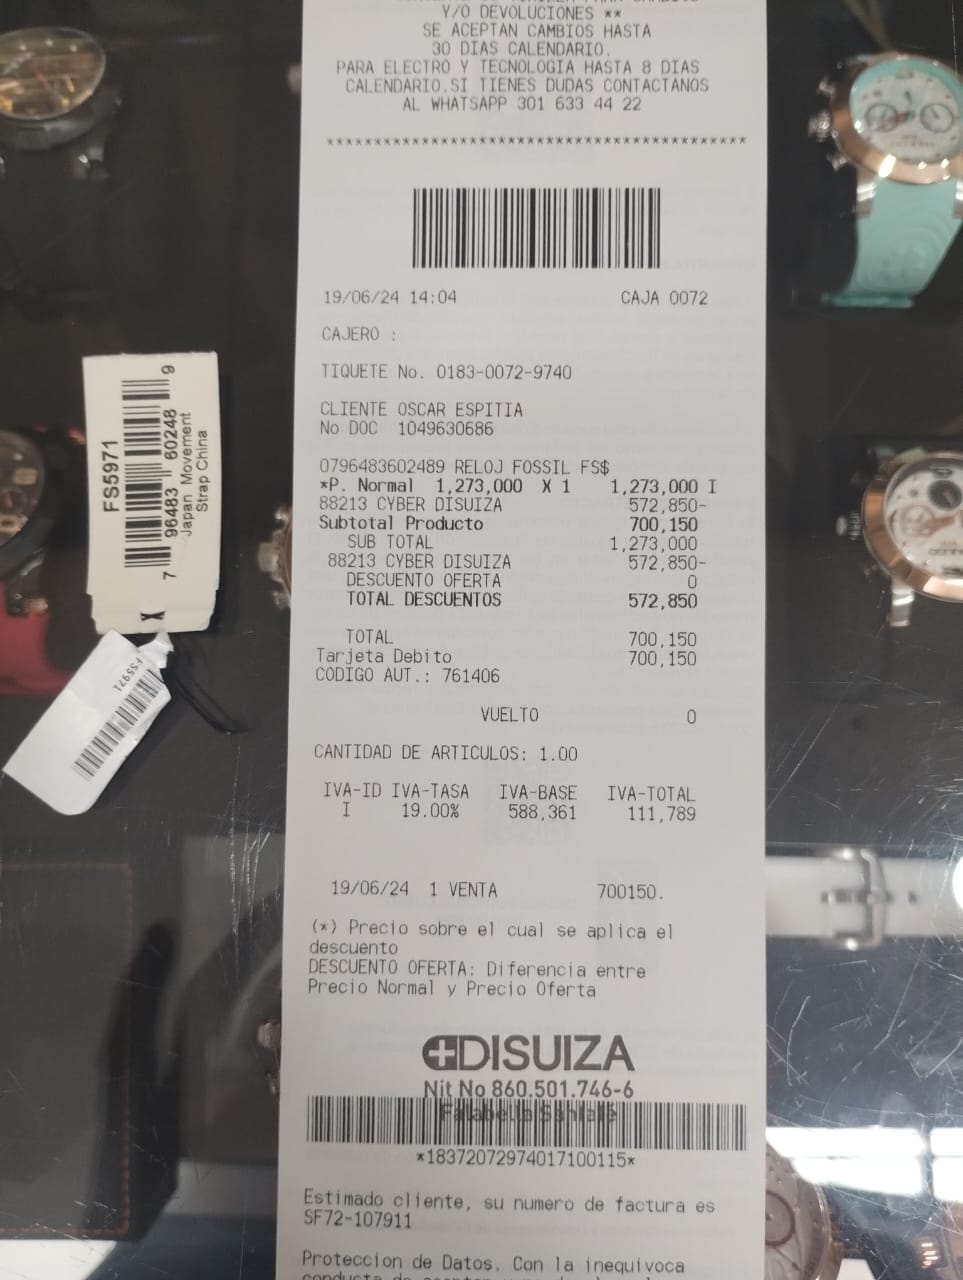 Y/O DEVOLUCIONES **
SE ACEPTAN CAMBIOS HASTA
30 DIAS CALENDARIO.
PARA ELECTRO Y TECNOLOGIA HASTA 8 DIAS
CALENDARIO.SI TIENES DUDAS CONTACTANOS
AL WHATSAPP 301 633 44 22
*********************************************
19/06/24 14:04 CAJA 0072
CAJERO :
TIQUETE No. 0183-0072-9740
CLIENTE OSCAR ESPITIA
No DOC 1049630686
0796483602489 RELOJ FOSSIL FS$
*P. Normal 1,273,000 X 1 1,273,000 I
88213 CYBER DISUIZA 572,850-
Subtotal Producto 700,150
SUB TOTAL 1,273,000
88213 CYBER DISUIZA 572,850-
DESCUENTO OFERTA 0
TOTAL DESCUENTOS 572,850
TOTAL 700,150
Tarjeta Debito 700,150
CODIGO AUT.: 761406
VUELTO 0
CANTIDAD DE ARTICULOS: 1.00
IVA-ID IVA-TASA IVA-BASE IVA-TOTAL
I 19.00% 588,361 111,789
19/06/24 1 VENTA 700150.
(*) Precio sobre el cual se aplica el
descuento
DESCUENTO OFERTA: Diferencia entre
Precio Normal y Precio Oferta
DISUIZA
Nit No 860.501.746-6
Falabella Santafe
*18372072974017100115*
Estimado cliente, su numero de factura es
SF72-107911
Proteccion de Datos. Con la inequivoca
FS5971
7 96483 60248 9
Japan Movement
Strap China
X
FS5971